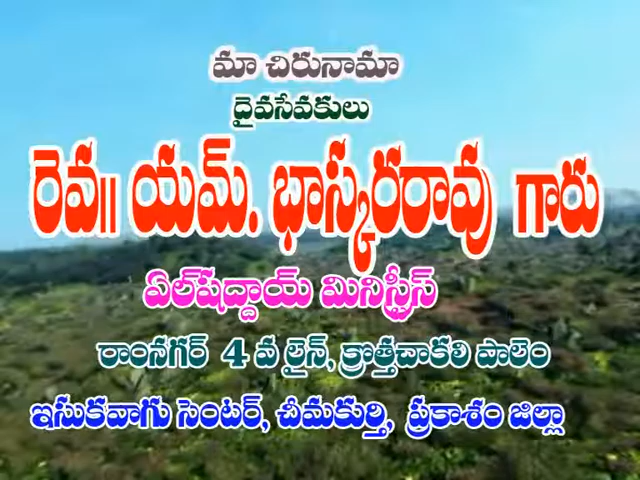 మా చిరునామా
దైవసేవకులు
రెవ॥ యమ్. భాస్కరరావు గారు
ఏల్‌షద్దాయ్ మినిస్ట్రీస్
రాంనగర్ 4 వ లైన్, క్రొత్తచాకలి పాలెం
ఇసుకవాగు సెంటర్, చీమకుర్తి, ప్రకాశం జిల్లా